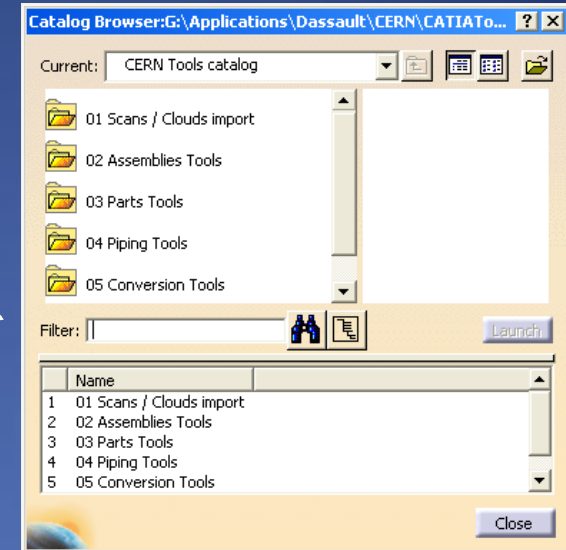 Catalog Browser:G:\Applications\Dassault\CERN\CATIATo...
Current: CERN Tools catalog
01 Scans / Clouds import
02 Assemblies Tools
03 Parts Tools
04 Piping Tools
05 Conversion Tools
Filter: Launch
Name
1 01 Scans / Clouds import
2 02 Assemblies Tools
3 03 Parts Tools
4 04 Piping Tools
5 05 Conversion Tools
Close